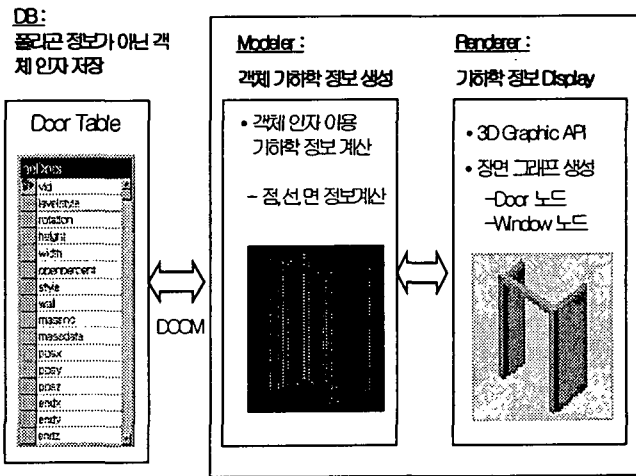 DB:
폴리곤 정보가 아닌 객
체 인자 저장
Door Table
vid
levelstyle
rotation
height
width
openpercent
style
wall
posx
posy
posz
endx
endy
endz
DCOM
Modeler :
객체 기하학 정보 생성
• 객체 인자 이용
기하학 정보 계산
- 점,선,면 정보계산
Renderer :
기하학 정보 Display
• 3D Graphic API
• 장면 그래프 생성
-Door 노드
-Window 노드